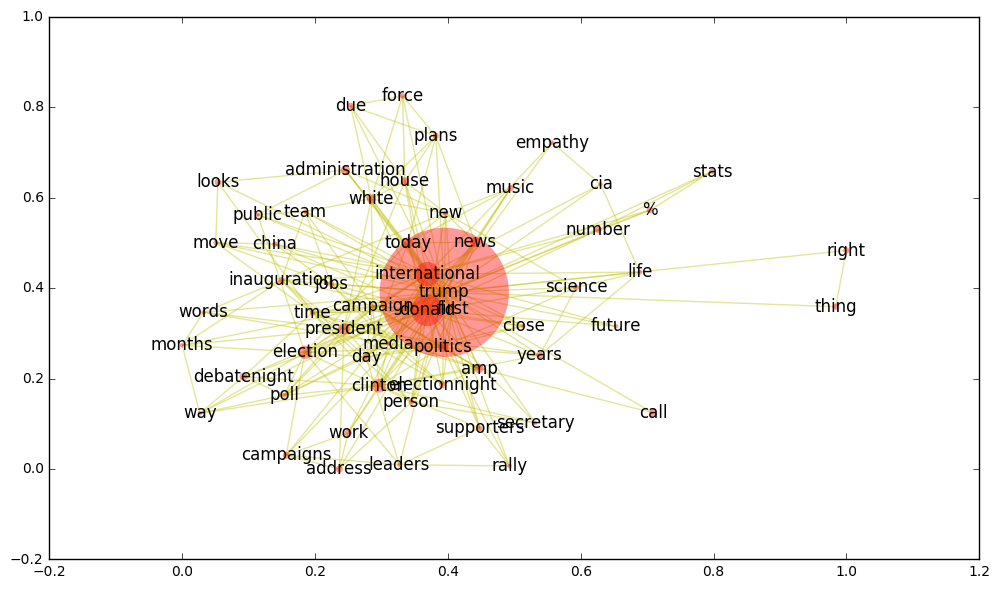 1.0
force
due
0.8
plans
empathy
administration
stats
house
cia
looks
music
0.6
white
%
new
team
public
number
today
news
move
china
right
international
life
inauguration
jobs
science
0.4
trump
campaign
thing
donald
first
words
time
close
future
president
months
media
politics
election
day
years
amp
debatenight
0.2
clinton
electionnight
poll
person
way
call
secretary
supporters
work
campaigns
leaders
rally
address
0.0
-0.2
-0.2 0.0 0.2 0.4 0.6 0.8 1.0 1.2